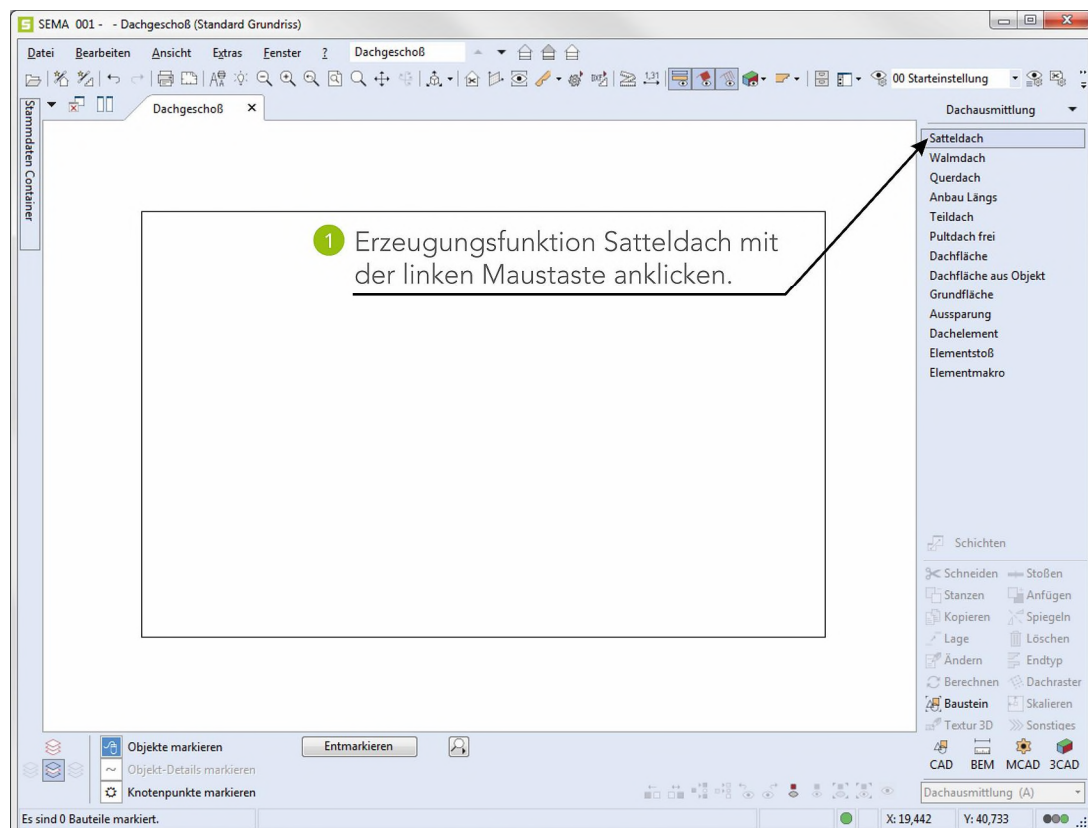 SEMA 001 - - Dachgeschoß (Standard Grundriss)
Datei Bearbeiten Ansicht Extras Fenster ? Dachgeschoß
00 Starteinstellung
Stammdaten Container
Dachgeschoß
Dachausmittlung
Satteldach
Walmdach
Querdach
Anbau Längs
Teildach
Pultdach frei
Dachfläche
Dachfläche aus Objekt
Grundfläche
Aussparung
Dachelement
Elementstoß
Elementmakro
1 Erzeugungsfunktion Satteldach mit
der linken Maustaste anklicken.
Schichten
Schneiden Stoßen
Stanzen Anfügen
Kopieren Spiegeln
Lage Löschen
Ändern Endtyp
Berechnen Dachraster
Baustein Skalieren
Textur 3D Sonstiges
CAD BEM MCAD 3CAD
Dachausmittlung (A)
Objekte markieren Entmarkieren
Objekt-Details markieren
Knotenpunkte markieren
Es sind 0 Bauteile markiert. X: 19,442 Y: 40,733